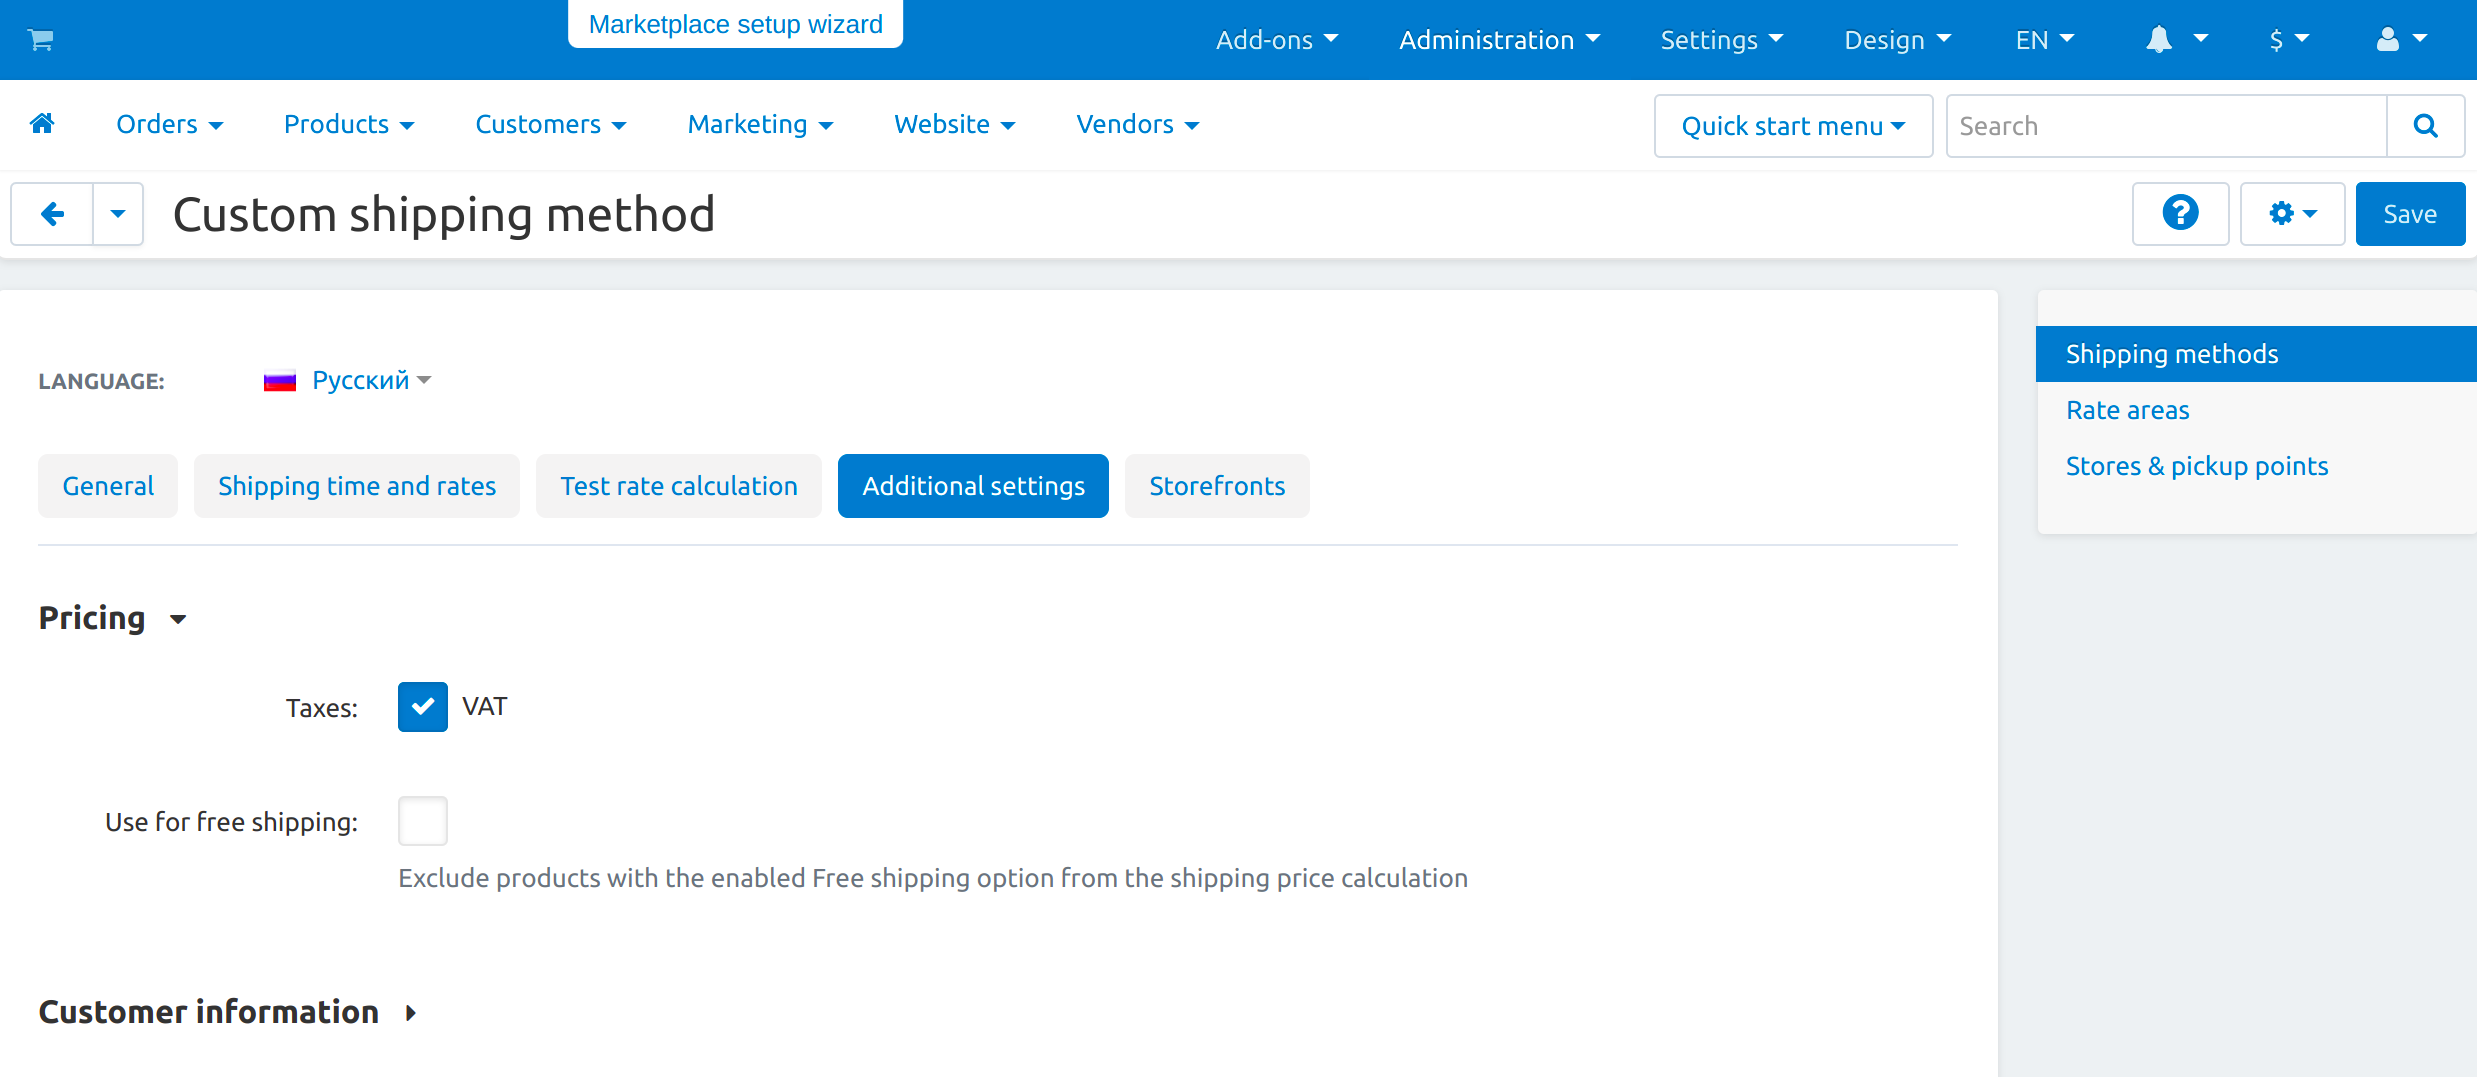 Marketplace setup wizard
Add-ons Administration Settings Design EN $
Orders Products Customers Marketing Website Vendors Quick start menu Search
Custom shipping method Save
LANGUAGE: Русский
Shipping methods
Rate areas
Stores & pickup points
General Shipping time and rates Test rate calculation Additional settings Storefronts
Pricing
Taxes: VAT
Use for free shipping:
Exclude products with the enabled Free shipping option from the shipping price calculation
Customer information